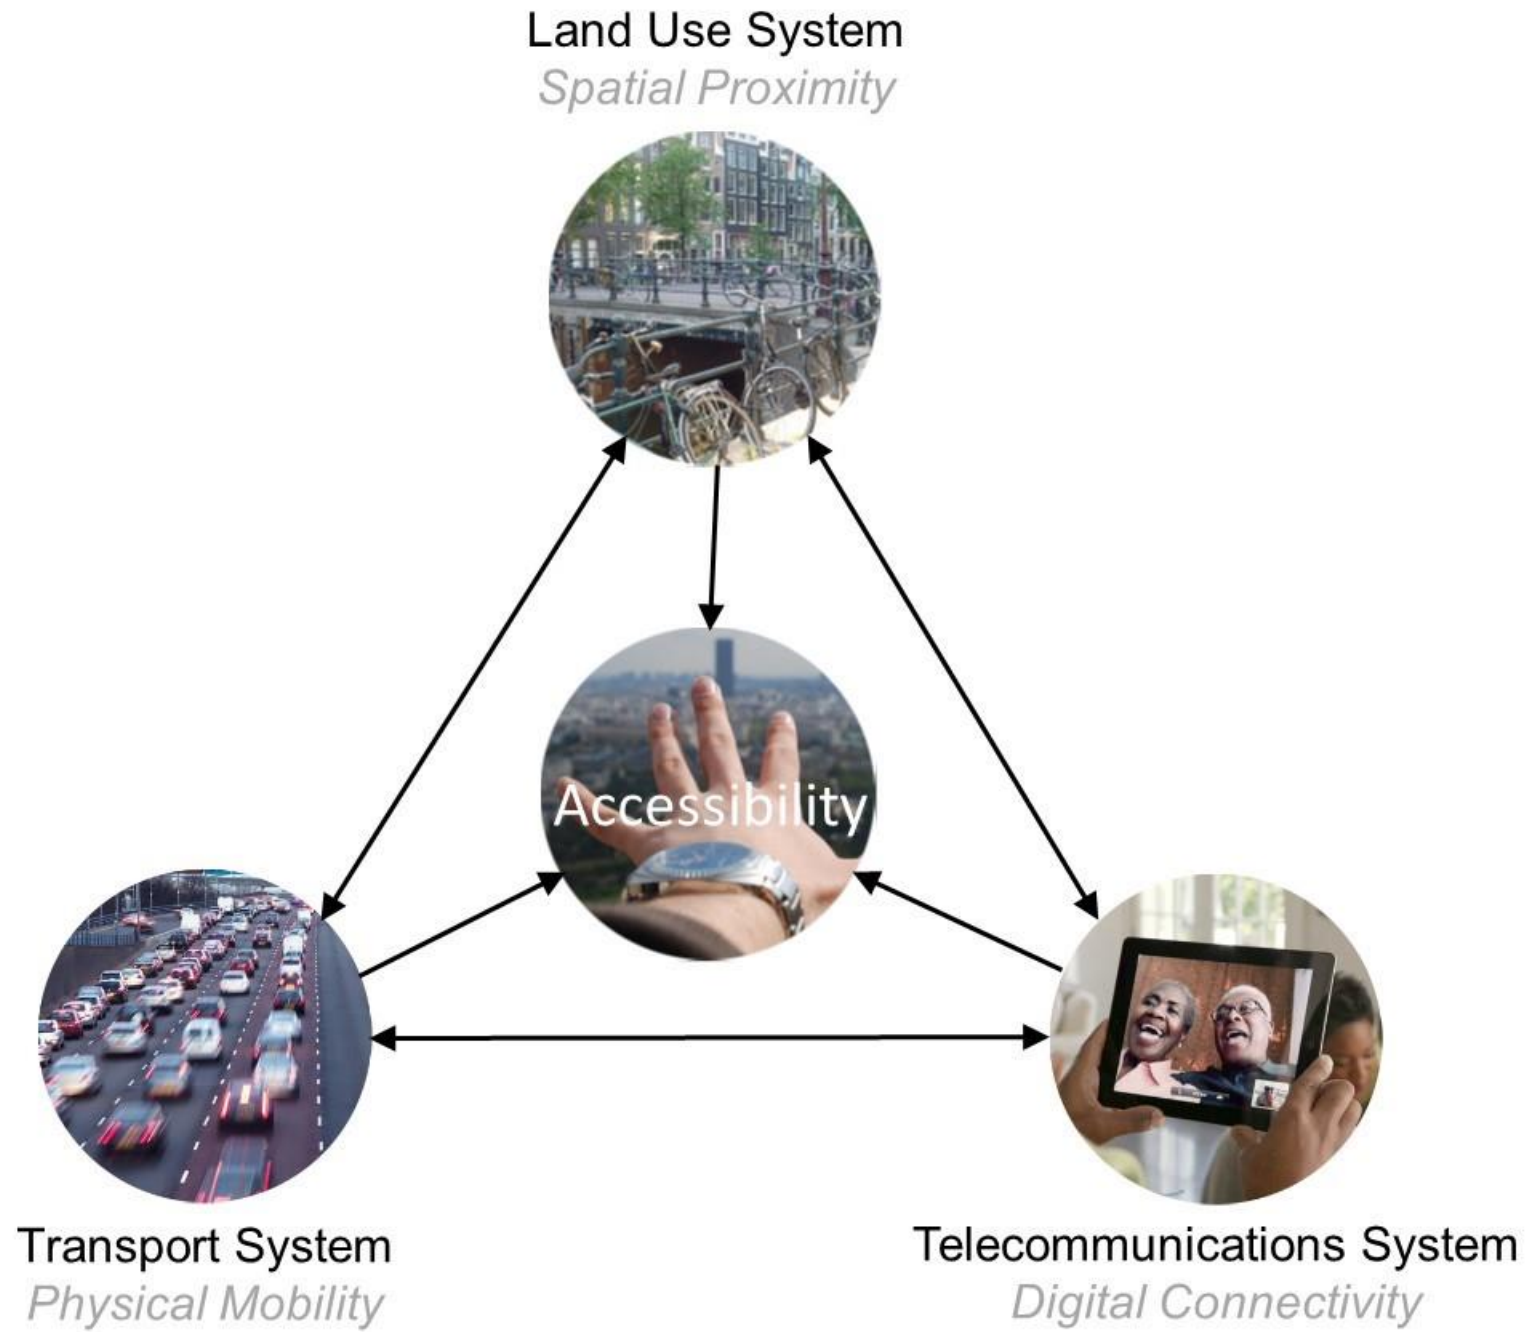 Land Use System
Spatial Proximity
Accessibility
Transport System
Physical Mobility
Telecommunications System
Digital Connectivity